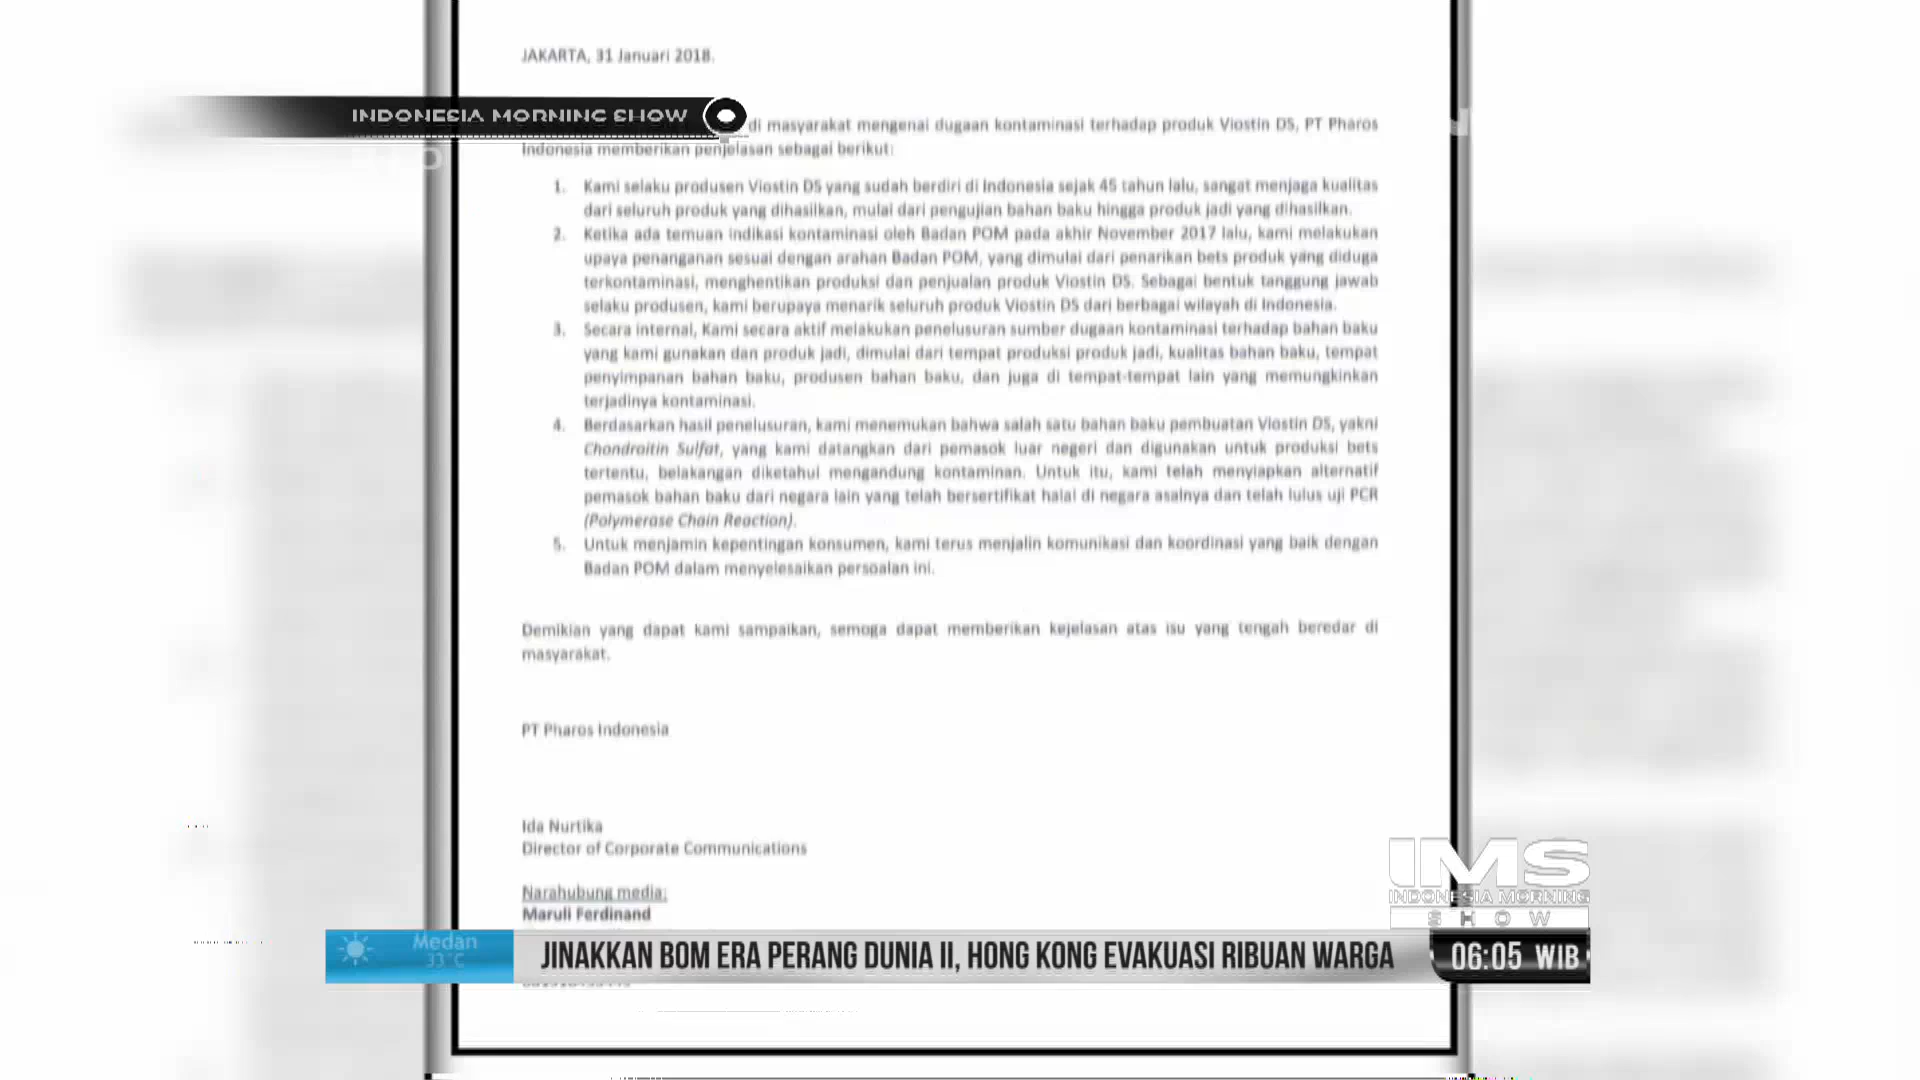 JAKARTA, 31 Januari 2018.
INDONESIA MORNING SHOW
di masyarakat mengenai dugaan kontaminasi terhadap produk Viostin DS, PT Pharos
Indonesia memberikan penjelasan sebagai berikut:
1. Kami selaku produsen Viostin DS yang sudah berdiri di Indonesia sejak 45 tahun lalu, sangat menjaga kualitas
dari seluruh produk yang dihasilkan, mulai dari pengujian bahan baku hingga produk jadi yang dihasilkan.
2. Ketika ada temuan indikasi kontaminasi oleh Badan POM pada akhir November 2017 lalu, kami melakukan
upaya penanganan sesuai dengan arahan Badan POM, yang dimulai dari penarikan bets produk yang diduga
terkontaminasi, menghentikan produksi dan penjualan produk Viostin DS. Sebagai bentuk tanggung jawab
selaku produsen, kami berupaya menarik seluruh produk Viostin DS dari berbagai wilayah di Indonesia.
3. Secara internal, Kami secara aktif melakukan penelusuran sumber dugaan kontaminasi terhadap bahan baku
yang kami gunakan dan produk jadi, dimulai dari tempat produksi produk jadi, kualitas bahan baku, tempat
penyimpanan bahan baku, produsen bahan baku, dan juga di tempat-tempat lain yang memungkinkan
terjadinya kontaminasi.
4. Berdasarkan hasil penelusuran, kami menemukan bahwa salah satu bahan baku pembuatan Viostin DS, yakni
Chondroitin Sulfat, yang kami datangkan dari pemasok luar negeri dan digunakan untuk produksi bets
tertentu, belakangan diketahui mengandung kontaminan. Untuk itu, kami telah menyiapkan alternatif
pemasok bahan baku dari negara lain yang telah bersertifikat halal di negara asalnya dan telah lulus uji PCR
(Polymerase Chain Reaction).
5. Untuk menjamin kepentingan konsumen, kami terus menjalin komunikasi dan koordinasi yang baik dengan
Badan POM dalam menyelesaikan persoalan ini.
Demikian yang dapat kami sampaikan, semoga dapat memberikan kejelasan atas isu yang tengah beredar di
masyarakat.
PT Pharos Indonesia
Ida Nurtika
Director of Corporate Communications
Narahubung media:
Maruli Ferdinand
IMS
INDONESIA MORNING
SHOW
Medan
33°C
JINAKKAN BOM ERA PERANG DUNIA II, HONG KONG EVAKUASI RIBUAN WARGA
06:05 WIB